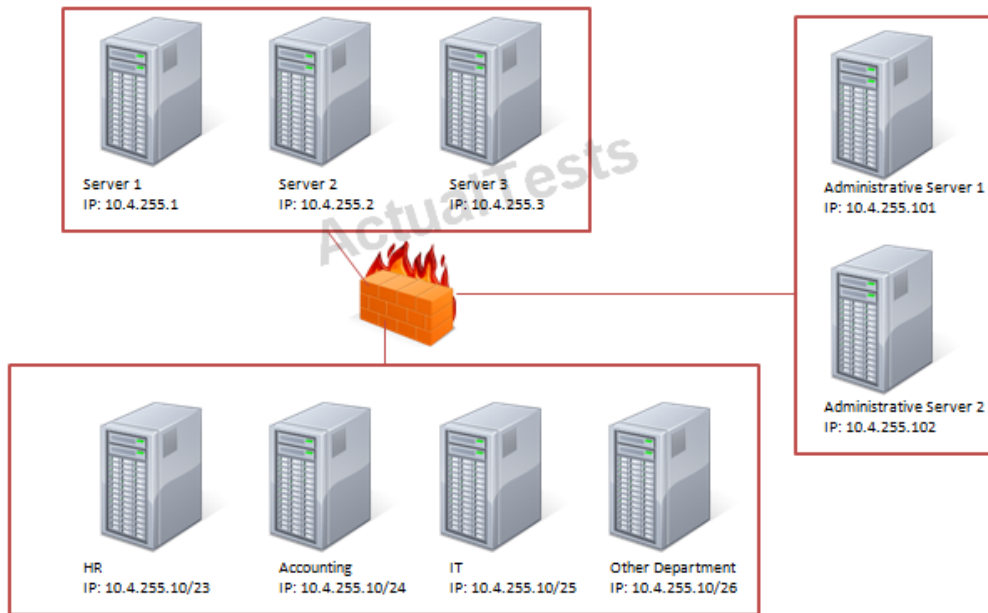 Server 1
IP: 10.4.255.1
Server 2
IP: 10.4.255.2
Server 3
IP: 10.4.255.3
Administrative Server 1
IP: 10.4.255.101
ActualTests
Administrative Server 2
IP: 10.4.255.102
HR
IP: 10.4.255.10/23
Accounting
IP: 10.4.255.10/24
IT
IP: 10.4.255.10/25
Other Department
IP: 10.4.255.10/26